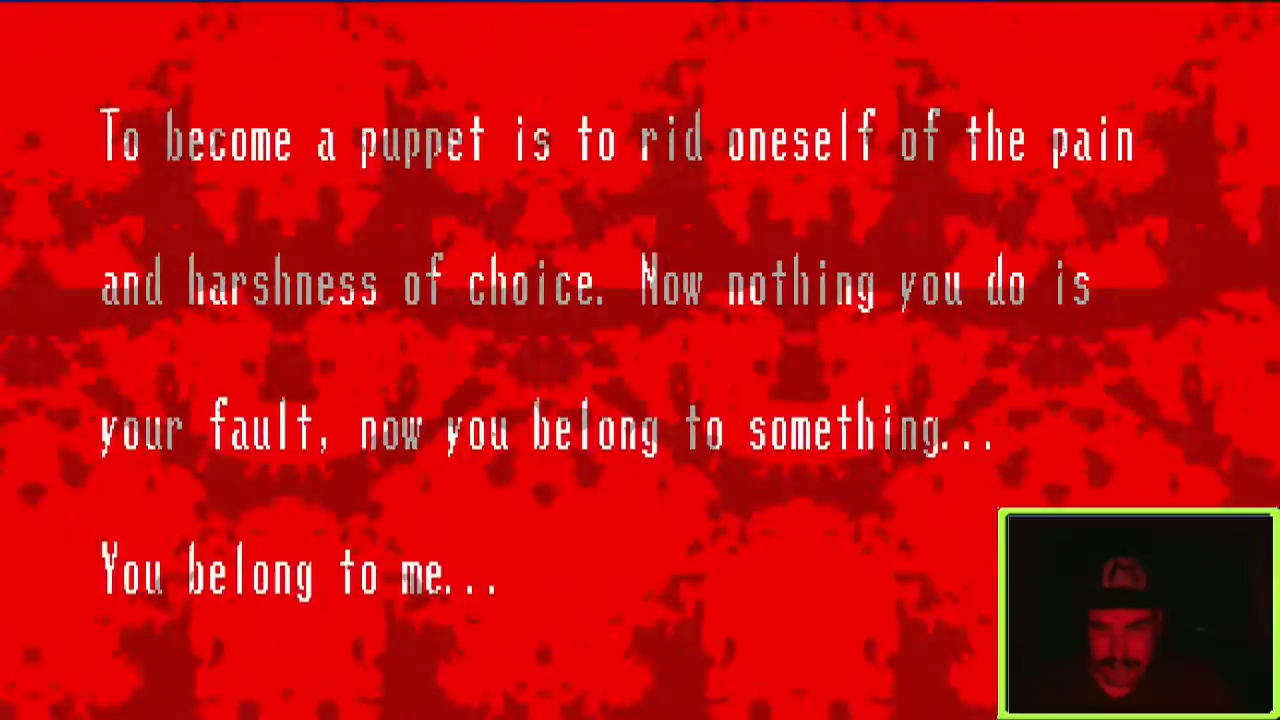 To become a puppet is to rid oneself of the pain
and harshness of choice. Now nothing you do is
your fault, now you belong to something...
You belong to me...